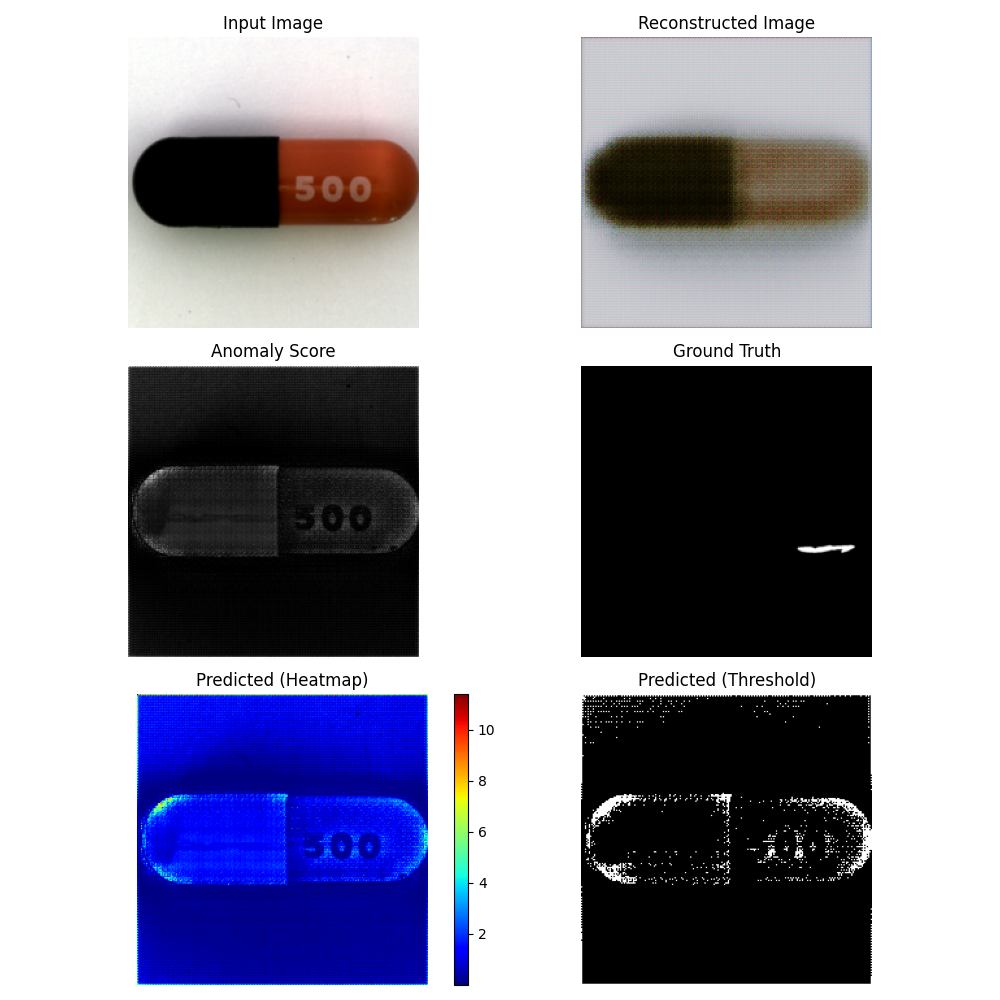 Input Image
Reconstructed Image
500
Anomaly Score
Ground Truth
500
Predicted (Heatmap)
Predicted (Threshold)
10
8
6
4
2
500